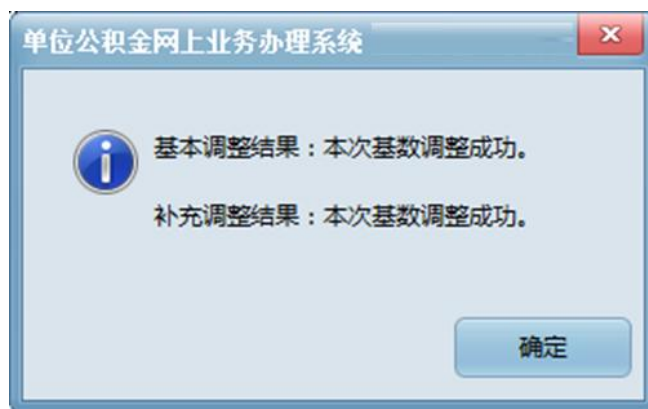 单位公积金网上业务办理系统
基本调整结果：本次基数调整成功。
补充调整结果：本次基数调整成功。
确定